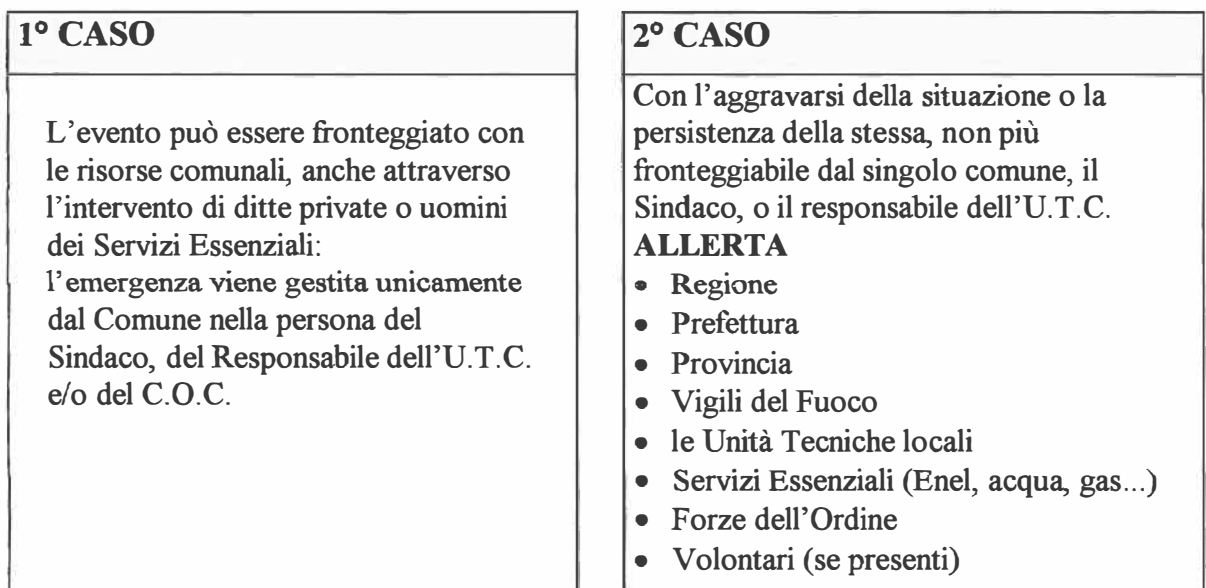 1° CASO
L'evento può essere fronteggiato con
le risorse comunali, anche attraverso
l'intervento di ditte private o uomini
dei Servizi Essenziali:
l'emergenza viene gestita unicamente
dal Comune nella persona del
Sindaco, del Responsabile dell'U.T.C.
e/o del C.O.C.
2° CASO
Con l'aggravarsi della situazione o la
persistenza della stessa, non più
fronteggiabile dal singolo comune, il
Sindaco, o il responsabile dell'U.T.C.
ALLERTA
• Regione
• Prefettura
• Provincia
• Vigili del Fuoco
• le Unità Tecniche locali
• Servizi Essenziali (Enel, acqua, gas...)
• Forze dell'Ordine
• Volontari (se presenti)